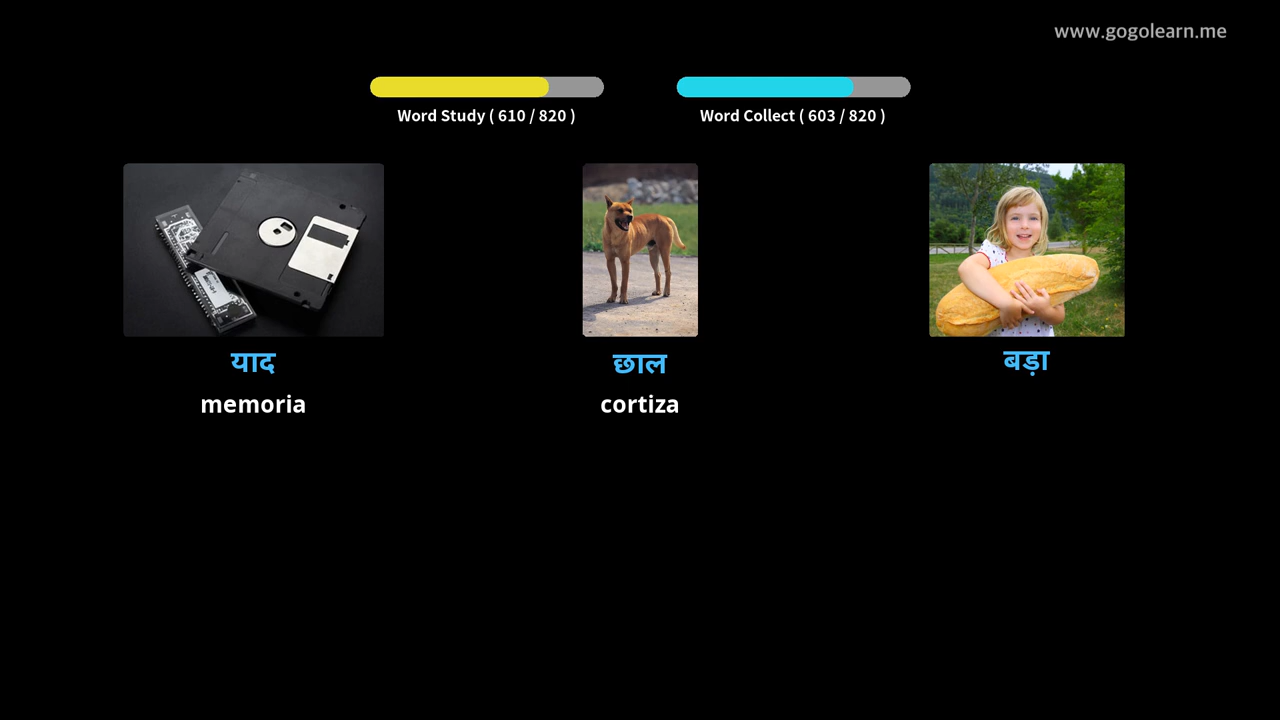 www.gogolearn.me
Word Study ( 610 / 820 )
Word Collect ( 603 / 820 )
याद
छाल
बड़ा
memoria
cortiza